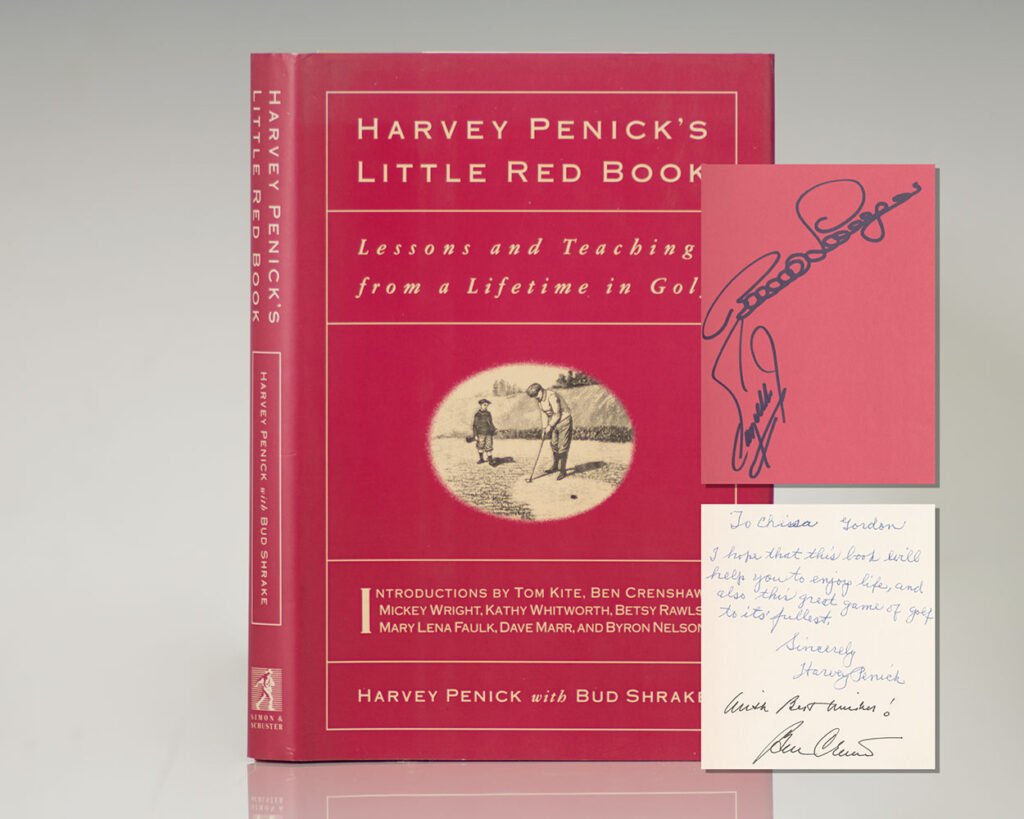 HARVEY PENICK'S
LITTLE RED BOOK
HARVEY PENICK with BUD SHRAKE
SIMON &
SCHUSTER
HARVEY PENICK'S
LITTLE RED BOOK
Lessons and Teaching
from a Lifetime in Golf
INTRODUCTIONS BY TOM KITE, BEN CRENSHAW
MICKEY WRIGHT, KATHY WHITWORTH, BETSY RAWLS
MARY LENA FAULK, DAVE MARR, AND BYRON NELSON
HARVEY PENICK with BUD SHRAKE
To Chissa Gordon
I hope that this book will
help you to enjoy life, and
also this great game of golf
to its' fullest.
Sincerely
Harvey Penick
With Best Wishes!
Ben